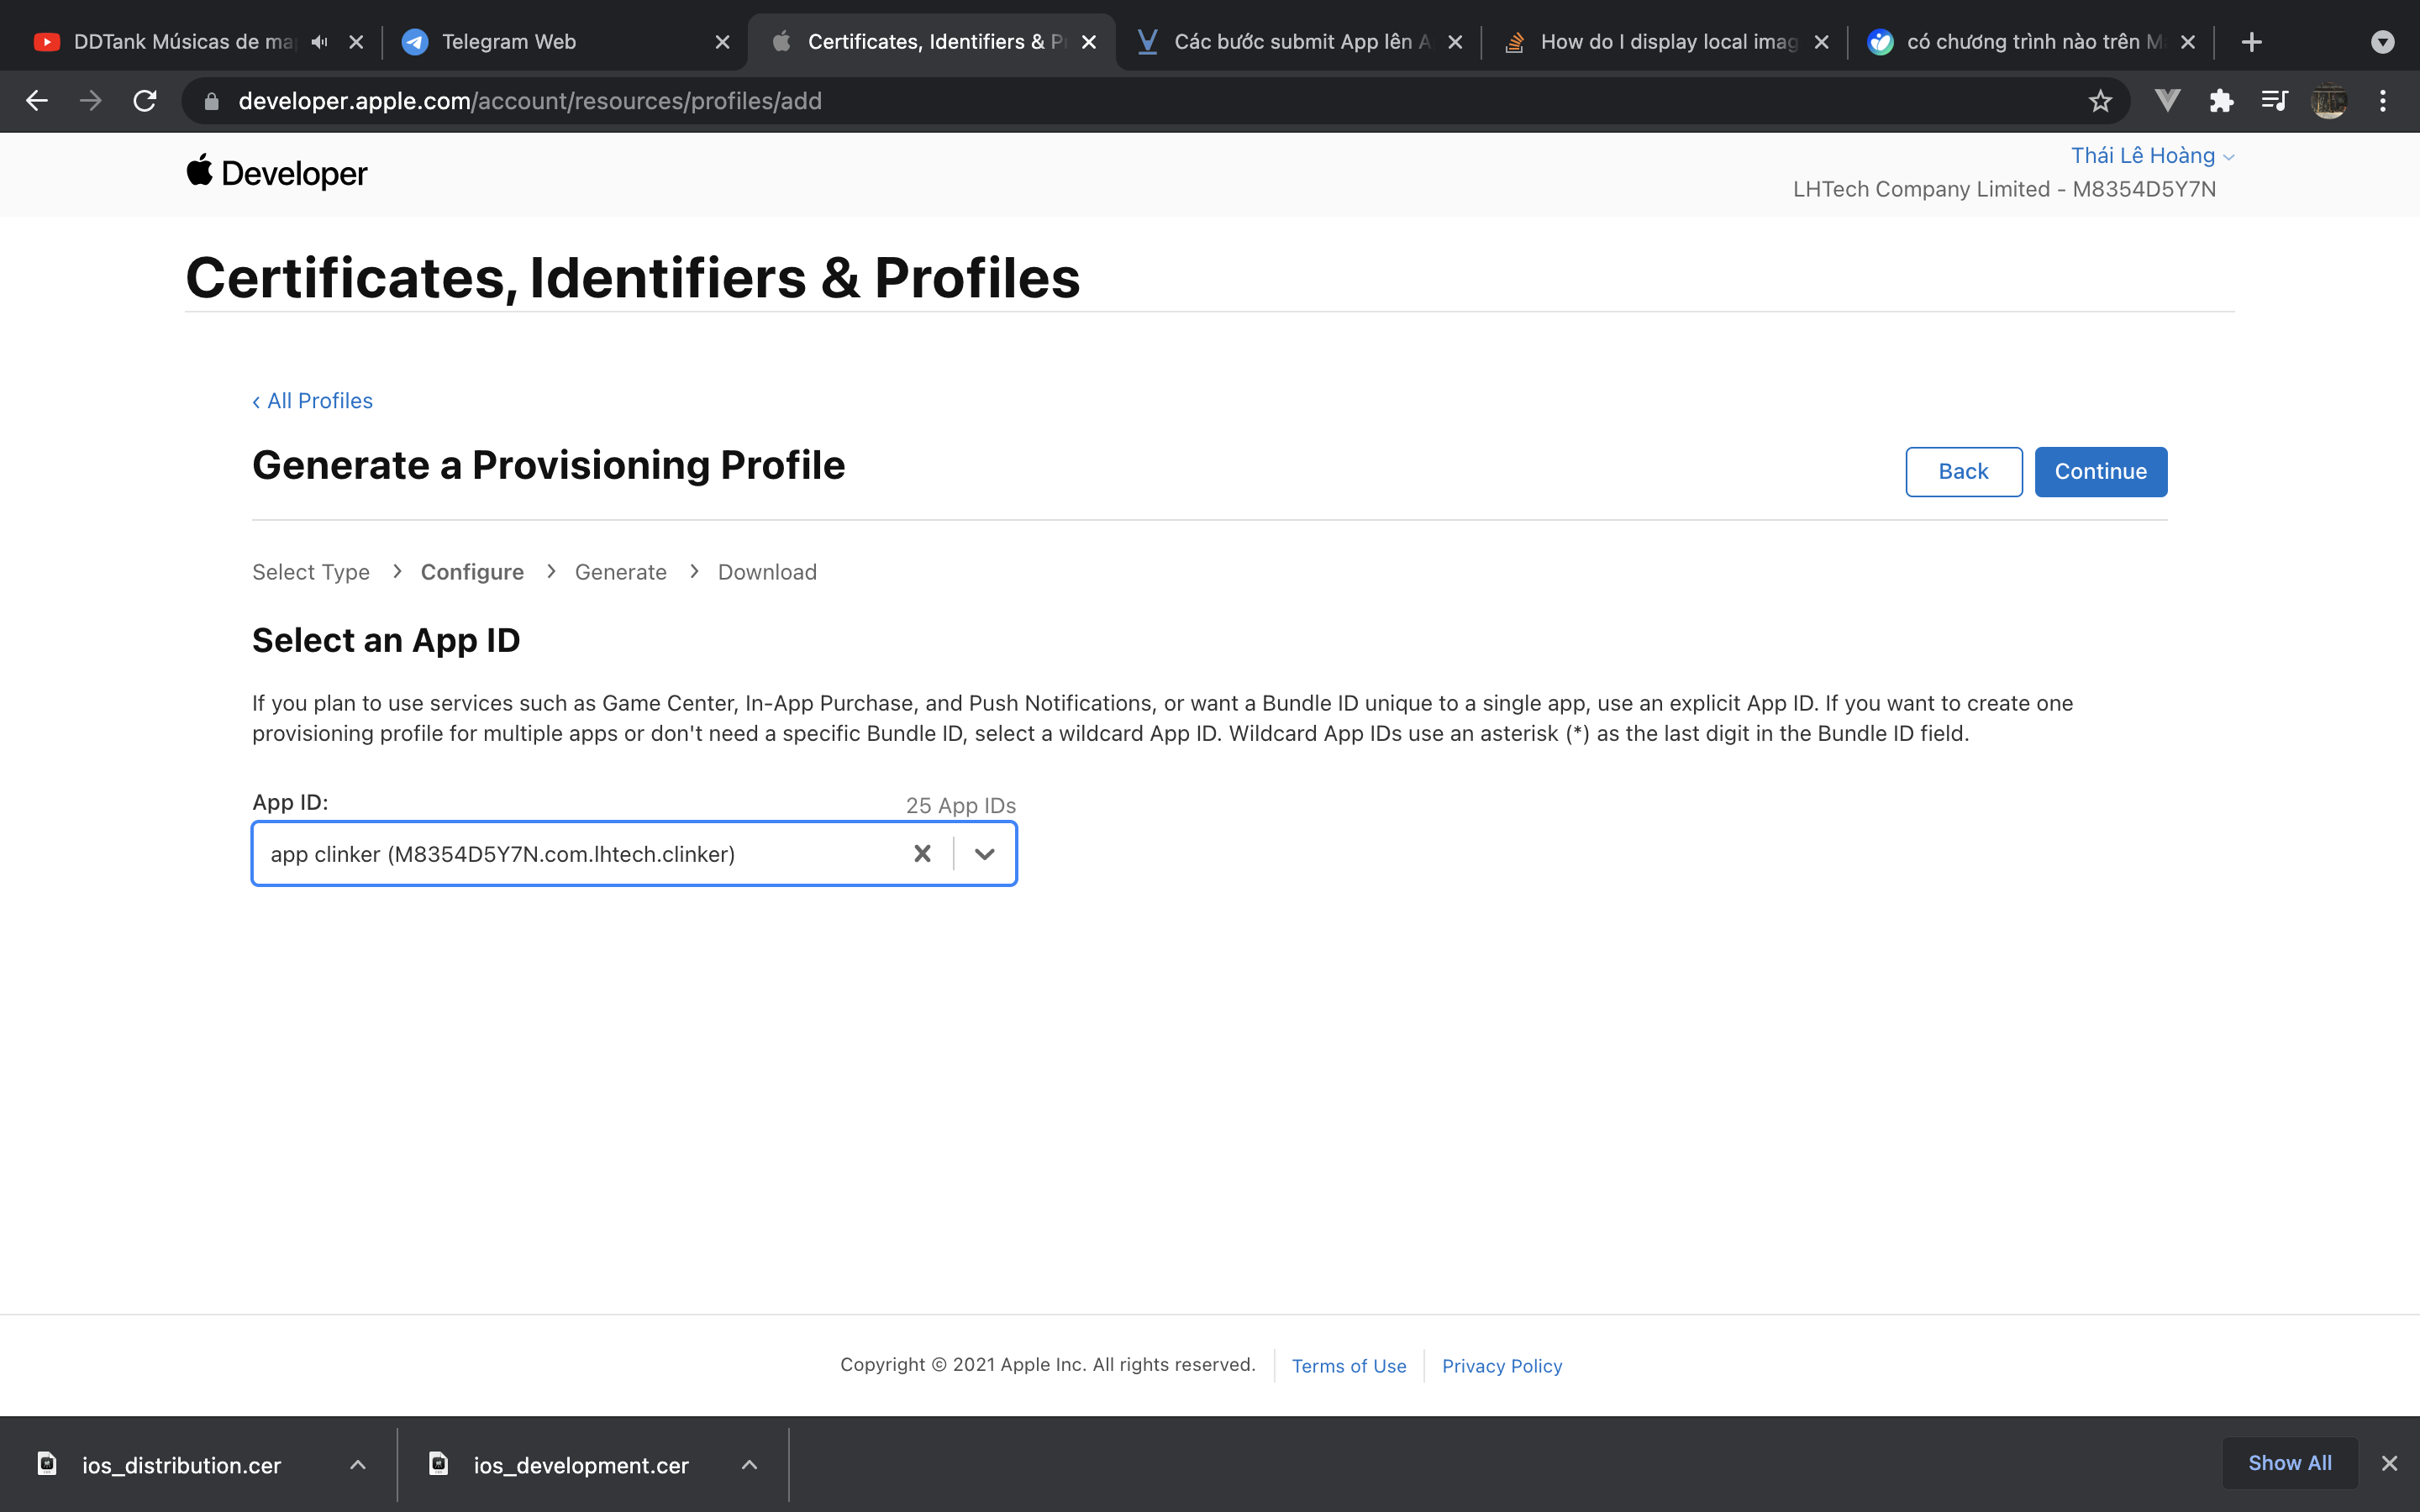 DDTank Músicas de ma
Telegram Web
Certificates, Identifiers & P
Các bước submit App lên A
How do I display local imag
có chương trình nào trên M
developer.apple.com/account/resources/profiles/add
Developer
Thái Lê Hoàng
LHTech Company Limited - M8354D5Y7N
Certificates, Identifiers & Profiles
‹ All Profiles
Generate a Provisioning Profile
Back
Continue
Select Type > Configure > Generate > Download
Select an App ID
If you plan to use services such as Game Center, In-App Purchase, and Push Notifications, or want a Bundle ID unique to a single app, use an explicit App ID. If you want to create one
provisioning profile for multiple apps or don't need a specific Bundle ID, select a wildcard App ID. Wildcard App IDs use an asterisk (*) as the last digit in the Bundle ID field.
App ID:
25 App IDs
app clinker (M8354D5Y7N.com.lhtech.clinker)
Copyright © 2021 Apple Inc. All rights reserved.
Terms of Use
Privacy Policy
ios_distribution.cer
ios_development.cer
Show All